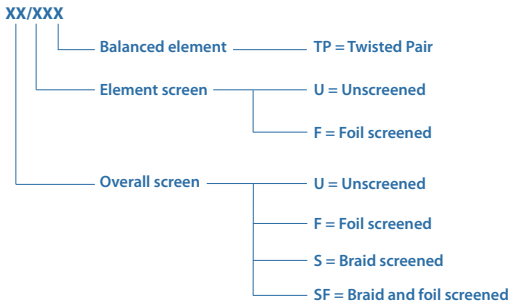 XX/XXX
Balanced element TP = Twisted Pair
Element screen U = Unscreened
F = Foil screened
Overall screen U = Unscreened
F = Foil screened
S = Braid screened
SF = Braid and foil screened